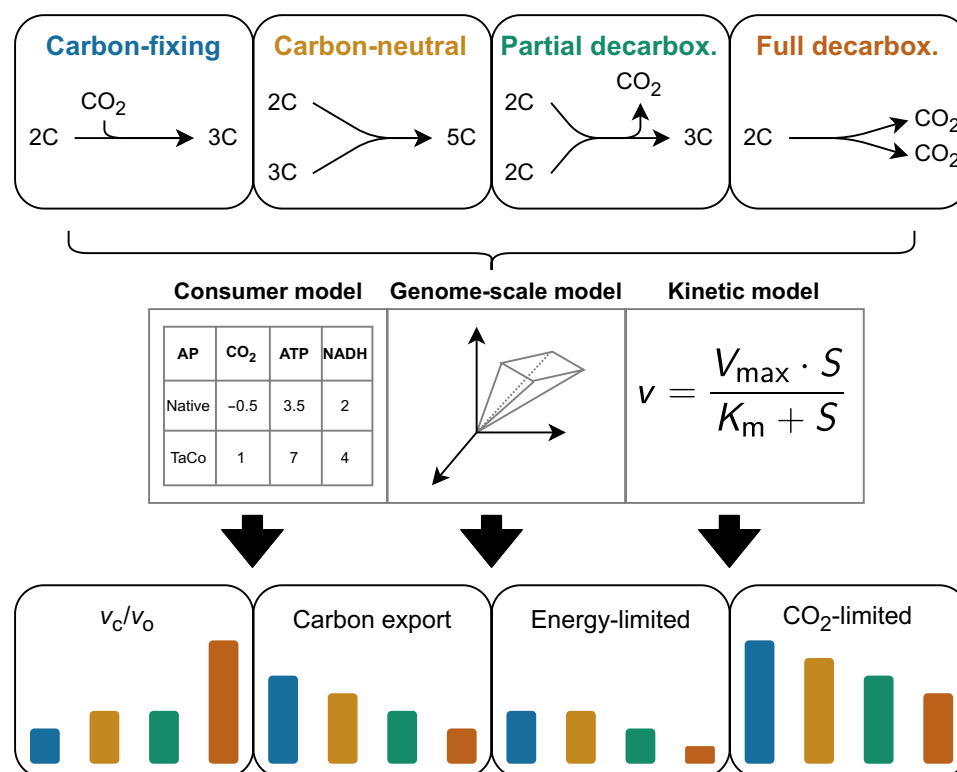 Carbon-fixing
CO₂
2C 3C
Carbon-neutral
2C
5C
3C
Partial decarbox.
CO₂
2C
3C
2C
Full decarbox.
CO₂
2C
CO₂
Consumer model
AP CO₂ ATP NADH
Native −0.5 3.5 2
TaCo 1 7 4
Genome-scale model
Kinetic model
v = (Vmax · S) / (Km + S)
vc/vo
Carbon export
Energy-limited
CO₂-limited